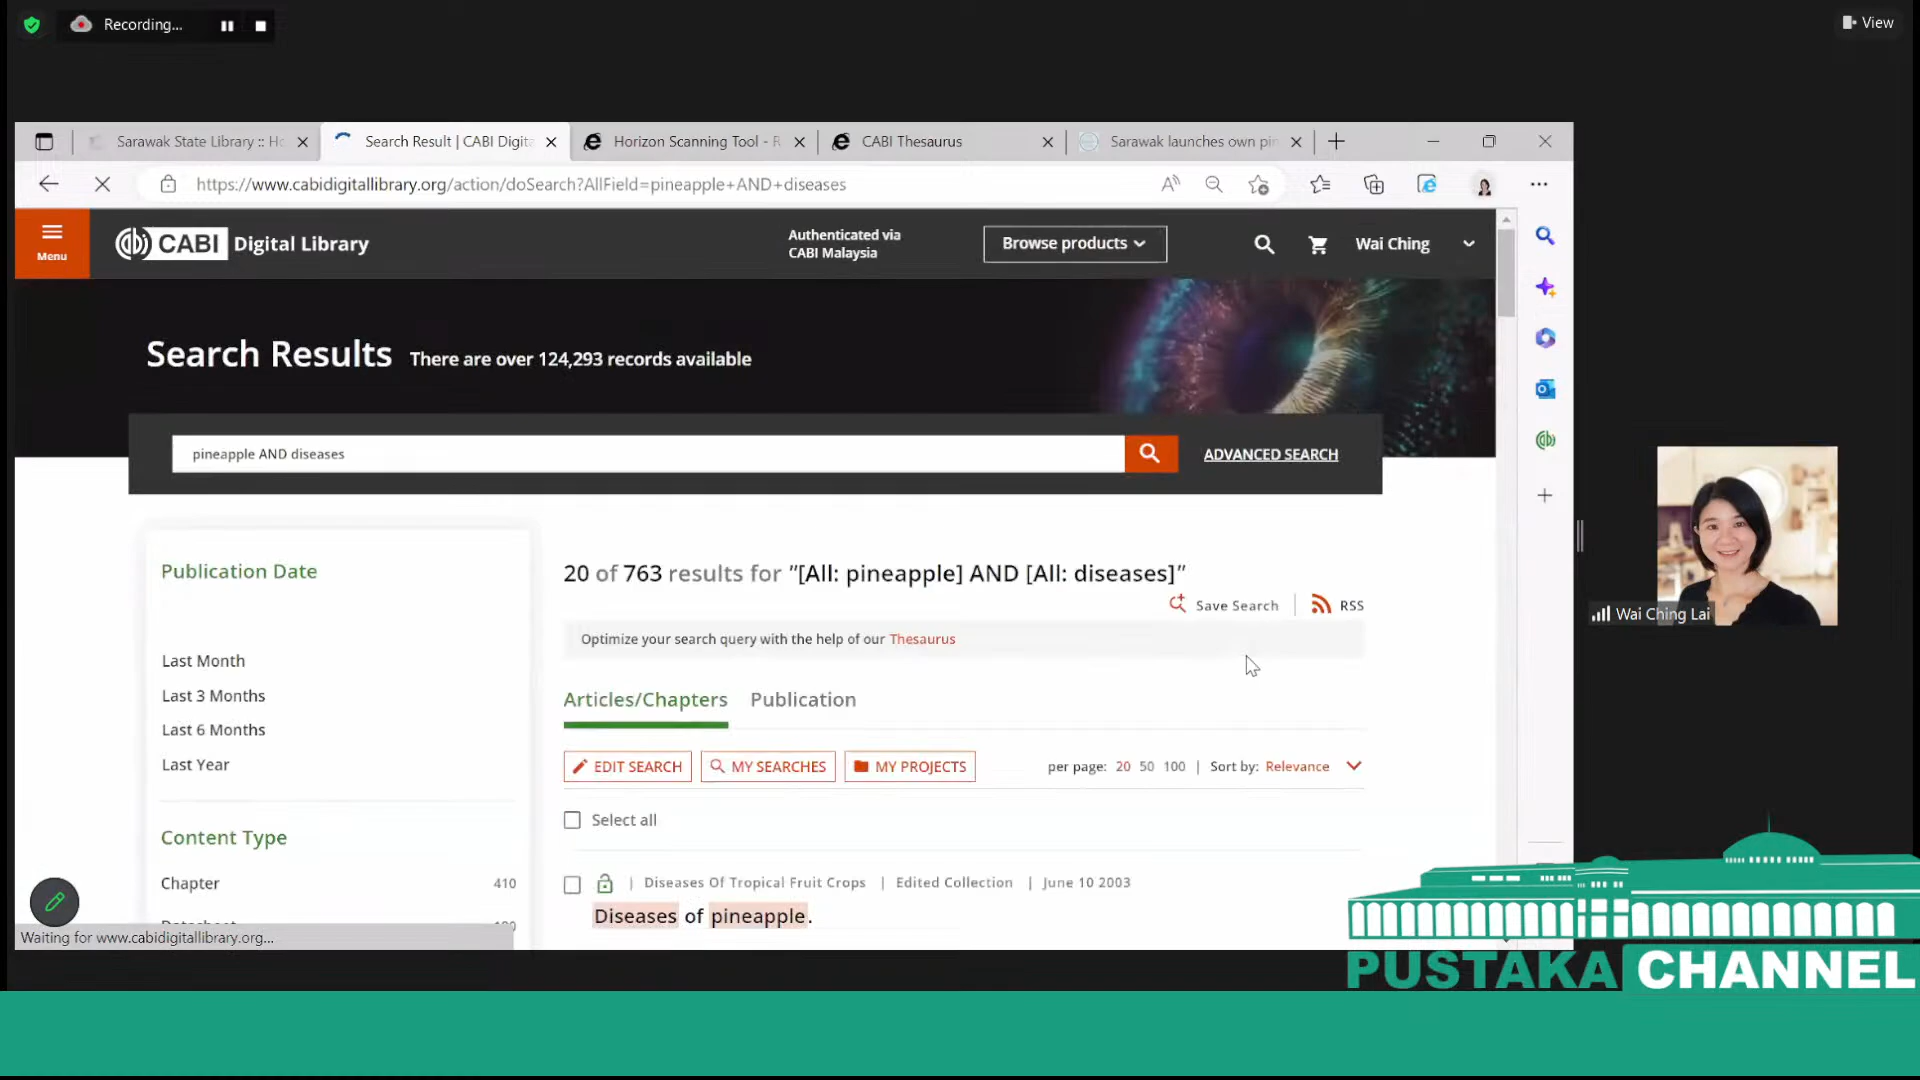 Recording...
View
Sarawak State Library :: Ho
Search Result | CABI Digita
Horizon Scanning Tool - R
CABI Thesaurus
Sarawak launches own pin
https://www.cabidigitallibrary.org/action/doSearch?AllField=pineapple+AND+diseases
Menu
CABI Digital Library
Authenticated via
CABI Malaysia
Browse products
Wai Ching
Search Results There are over 124,293 records available
pineapple AND diseases
ADVANCED SEARCH
Publication Date
Last Month
Last 3 Months
Last 6 Months
Last Year
Content Type
Chapter 410
20 of 763 results for "[All: pineapple] AND [All: diseases]"
Save Search
RSS
Optimize your search query with the help of our Thesaurus
Articles/Chapters Publication
EDIT SEARCH MY SEARCHES MY PROJECTS
per page: 20 50 100 | Sort by: Relevance
Select all
| Diseases Of Tropical Fruit Crops | Edited Collection | June 10 2003
Diseases of pineapple.
Waiting for www.cabidigitallibrary.org...
Wai Ching Lai
PUSTAKA CHANNEL